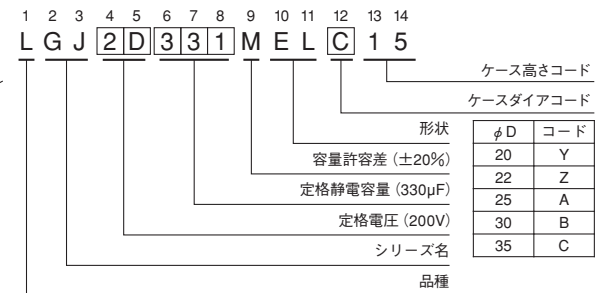 1 2 3 4 5 6 7 8 9 10 11 12 13 14
L G J 2 D 3 3 1 M E L C 1 5
ケース高さコード
ケースダイアコード
形状
容量許容差 (±20%)
定格静電容量 (330μF)
定格電圧 (200V)
シリーズ名
品種
φD コード
20 Y
22 Z
25 A
30 B
35 C